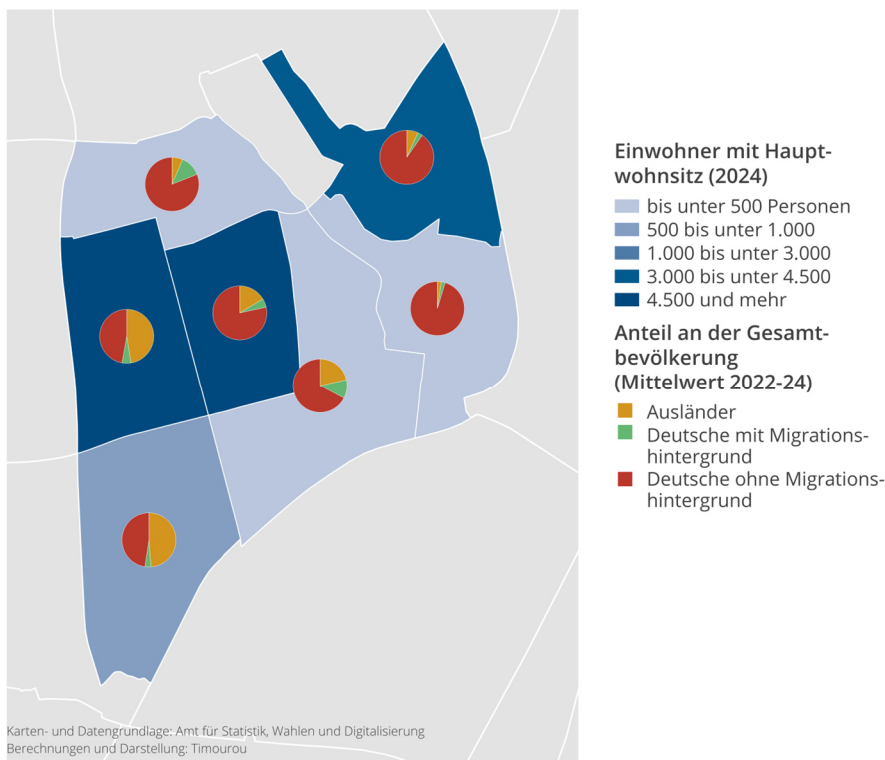 Einwohner mit Haupt-
wohnsitz (2024)
bis unter 500 Personen
500 bis unter 1.000
1.000 bis unter 3.000
3.000 bis unter 4.500
4.500 und mehr
Anteil an der Gesamt-
bevölkerung
(Mittelwert 2022-24)
Ausländer
Deutsche mit Migrations-
hintergrund
Deutsche ohne Migrations-
hintergrund
Karten- und Datengrundlage: Amt für Statistik, Wahlen und Digitalisierung
Berechnungen und Darstellung: Timourou